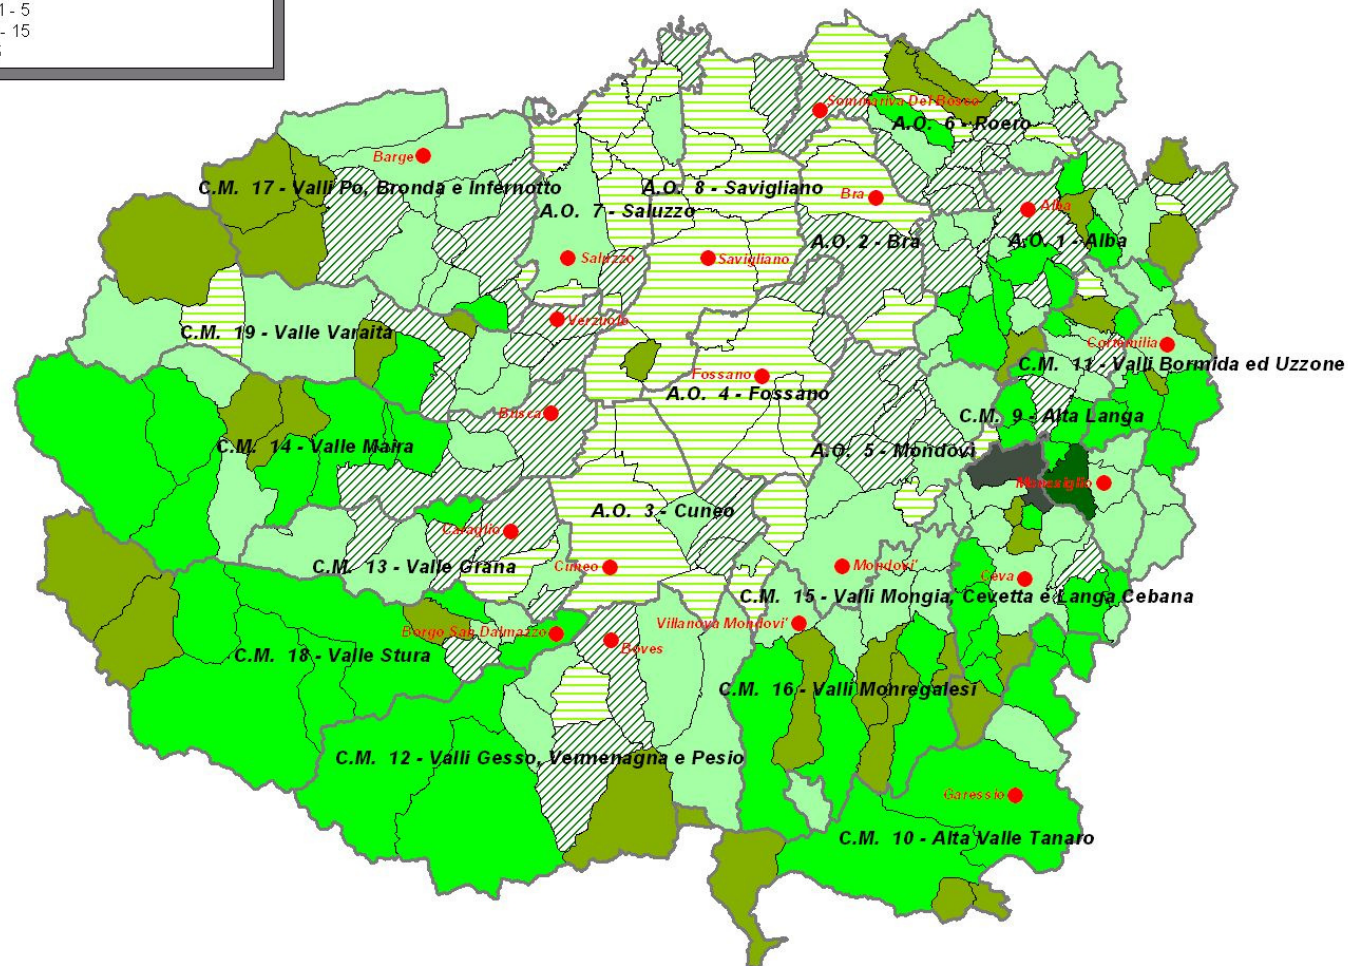 1 - 5
- 15
Sommariva Del Bosco
A.O. 6 - Roero
Barge
C.M. 17 - Valli Po, Bronda e Infernotto
A.O. 8 - Savigliano
Bra
A.O. 7 - Saluzzo
Alba
A.O. 2 - Bra
A.O. 1 - Alba
Saluzzo
Savigliano
Verzuolo
C.M. 19 - Valle Varaita
Cortemilia
C.M. 11 - Valli Bormida ed Uzzone
Fossano
A.O. 4 - Fossano
Busca
C.M. 9 - Alta Langa
C.M. 14 - Valle Maira
A.O. 5 - Mondovì
Monesiglio
A.O. 3 - Cuneo
Caraglio
C.M. 13 - Valle Grana
Cuneo
Mondovi'
Ceva
C.M. 15 - Valli Mongia, Cevetta e Langa Cebana
Villanova Mondovi'
Borgo San Dalmazzo
Boves
C.M. 18 - Valle Stura
C.M. 16 - Valli Monregalesi
C.M. 12 - Valli Gesso, Vermenagna e Pesio
Garessio
C.M. 10 - Alta Valle Tanaro